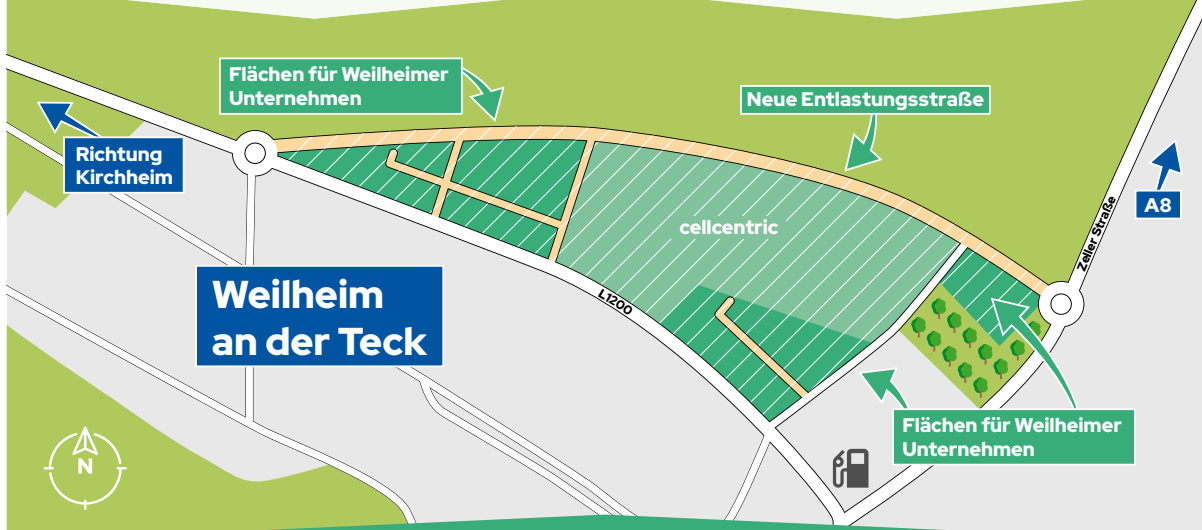 Flächen für Weilheimer
Unternehmen
Neue Entlastungsstraße
Richtung
Kirchheim
A8
Zeller Straße
cellcentric
Weilheim
an der Teck
L1200
Flächen für Weilheimer
Unternehmen
N